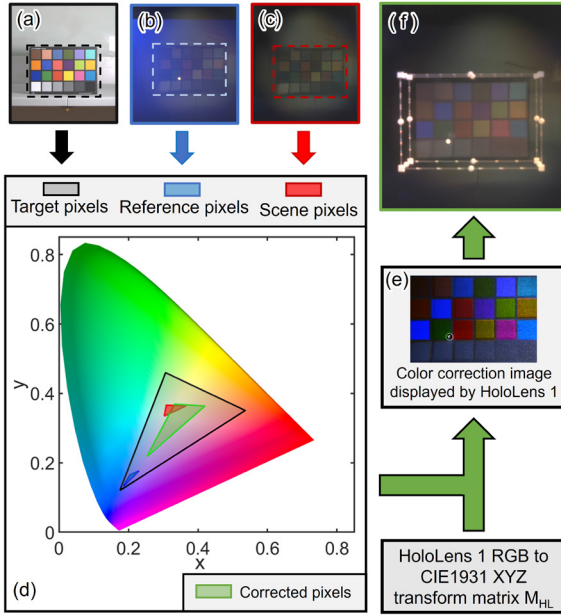 (a)
(b)
(c)
(f)
Target pixels
Reference pixels
Scene pixels
0.8
0.6
0.4
0.2
0
y
0
0.2
0.4
0.6
0.8
x
(d)
Corrected pixels
(e)
Color correction image
displayed by HoloLens 1
HoloLens 1 RGB to
CIE1931 XYZ
transform matrix M_HL